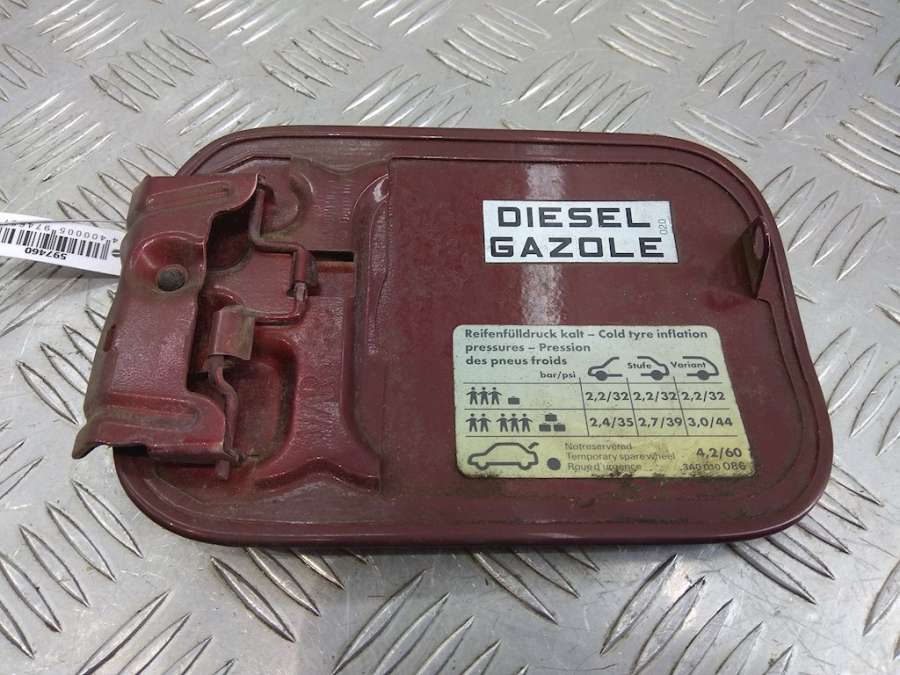 DIESEL
GAZOLE
020
Reifenfülldruck kalt – Cold tyre inflation
pressures – Pression
des pneus froids
bar/psi Stufe Variant
2,2/32 2,2/32 2,2/32
2,4/35 2,7/39 3,0/44
Notreserverad
Temporary spare wheel 4,2/60
Roue d urgence 3A0 010 086
597460